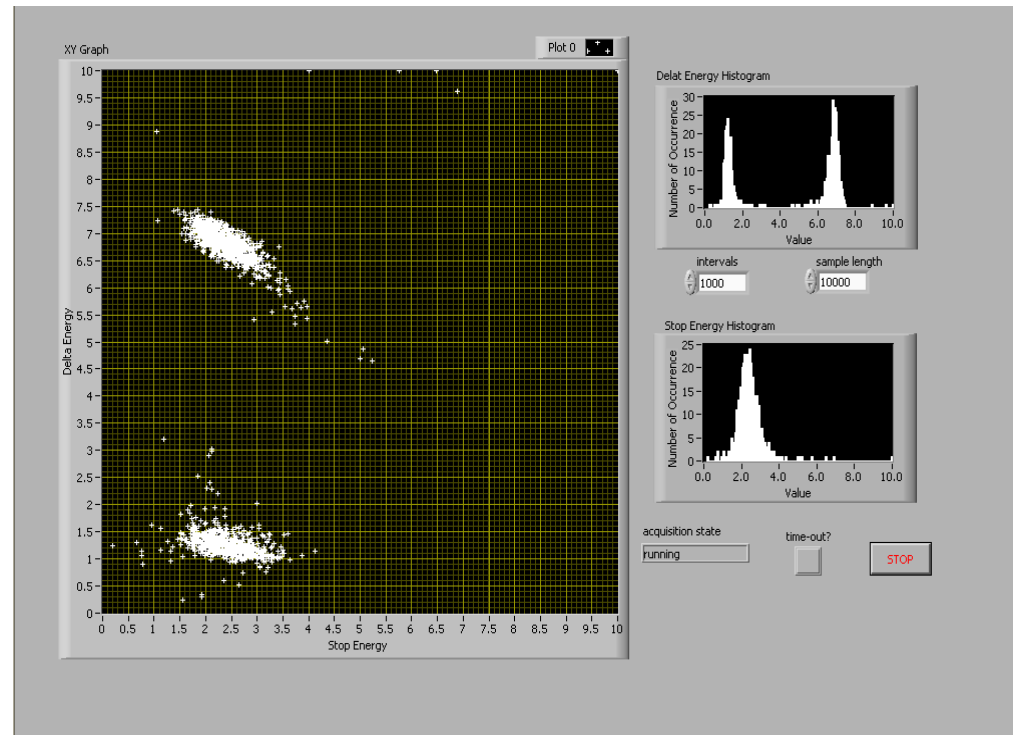 XY Graph
Plot 0
10
9.5
9
8.5
8
7.5
7
6.5
6
5.5
5
4.5
4
3.5
3
2.5
2
1.5
1
0.5
0
Delta Energy
0 0.5 1 1.5 2 2.5 3 3.5 4 4.5 5 5.5 6 6.5 7 7.5 8 8.5 9 9.5 10
Stop Energy
Delat Energy Histogram
30
25
20
15
10
5
0
Number of Occurrence
0.0 2.0 4.0 6.0 8.0 10.0
Value
intervals
1000
sample length
10000
Stop Energy Histogram
25
20
15
10
5
0
Number of Occurrence
0.0 2.0 4.0 6.0 8.0 10.0
Value
acquisition state
running
time-out?
STOP